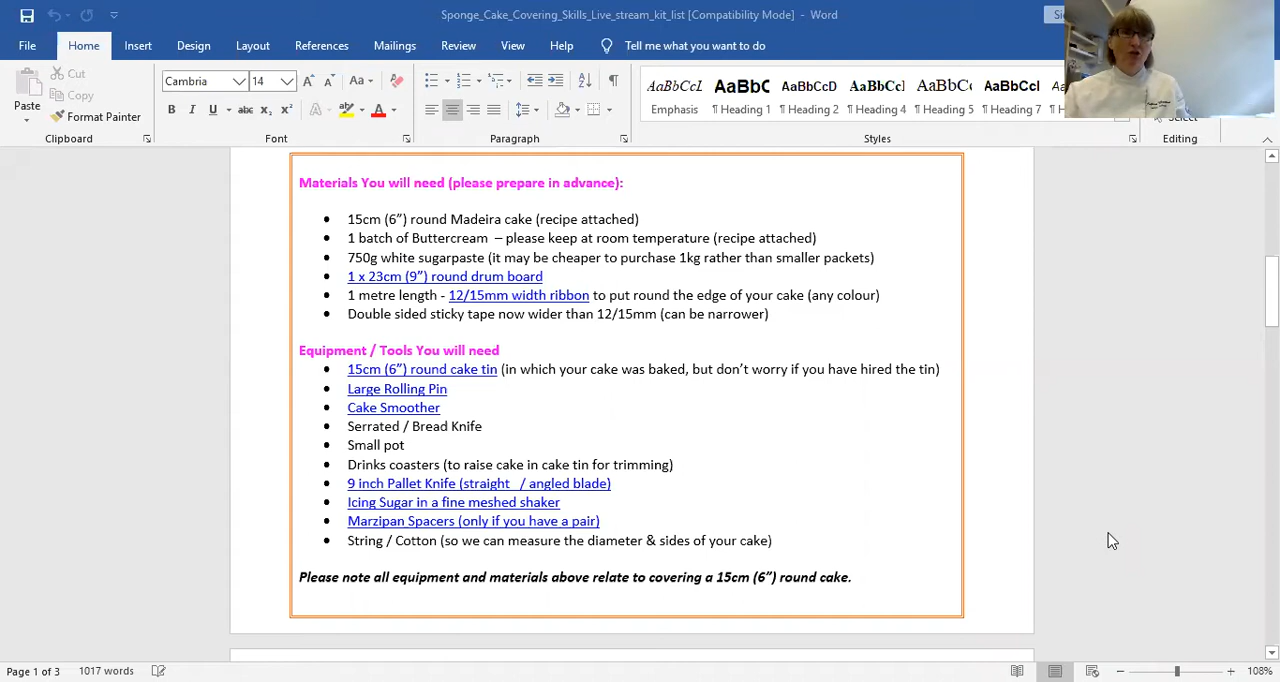 Sponge_Cake_Covering_Skills_Live_stream_kit_list [Compatibility Mode] - Word
File Home Insert Design Layout References Mailings Review View Help Tell me what you want to do
Paste
Cut
Copy
Format Painter
Clipboard
Cambria 14
Font
Paragraph
AaBbCcI AaBbC AaBbCcD AaBbCcI AaBbCcI AaBbCc
Emphasis ¶ Heading 1 ¶ Heading 2 ¶ Heading 4 ¶ Heading 5 ¶ Heading 7
Styles
Editing
Materials You will need (please prepare in advance):
• 15cm (6”) round Madeira cake (recipe attached)
• 1 batch of Buttercream – please keep at room temperature (recipe attached)
• 750g white sugarpaste (it may be cheaper to purchase 1kg rather than smaller packets)
• 1 x 23cm (9”) round drum board
• 1 metre length - 12/15mm width ribbon to put round the edge of your cake (any colour)
• Double sided sticky tape now wider than 12/15mm (can be narrower)
Equipment / Tools You will need
• 15cm (6”) round cake tin (in which your cake was baked, but don’t worry if you have hired the tin)
• Large Rolling Pin
• Cake Smoother
• Serrated / Bread Knife
• Small pot
• Drinks coasters (to raise cake in cake tin for trimming)
• 9 inch Pallet Knife (straight / angled blade)
• Icing Sugar in a fine meshed shaker
• Marzipan Spacers (only if you have a pair)
• String / Cotton (so we can measure the diameter & sides of your cake)
Please note all equipment and materials above relate to covering a 15cm (6”) round cake.
Page 1 of 3 1017 words 108%